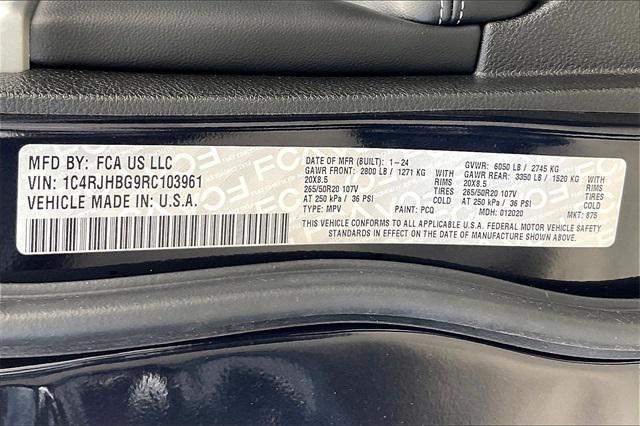 MFD BY: FCA US LLC
VIN: 1C4RJHBG9RC103961
VEHICLE MADE IN: U.S.A.
DATE OF MFR (BUILT): 1-24
GAWR FRONT: 2800 LB / 1271 KG
20X8.5
265/50R20 107V TIRES
AT 250 kPa / 36 PSI COLD
TYPE: MPV PAINT: PCQ
GVWR: 6050 LB / 2745 KG
GAWR REAR: 3350 LB / 1520 KG
20X8.5 RIMS
265/50R20 107V TIRES
AT 250 kPa / 36 PSI COLD
MDH: 012020 MKT: 875
THIS VEHICLE CONFORMS TO ALL APPLICABLE U.S.A. FEDERAL MOTOR VEHICLE SAFETY
STANDARDS IN EFFECT ON THE DATE OF MANUFACTURE SHOWN ABOVE.